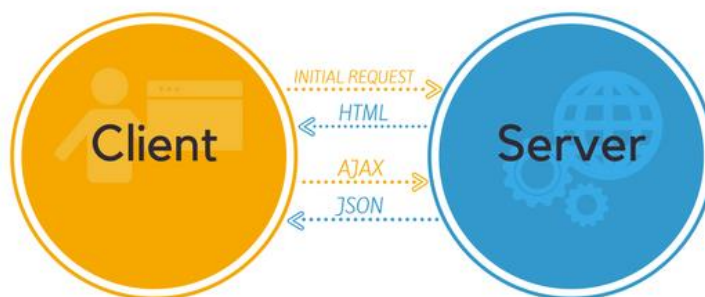 Client
INITIAL REQUEST
HTML
AJAX
JSON
Server